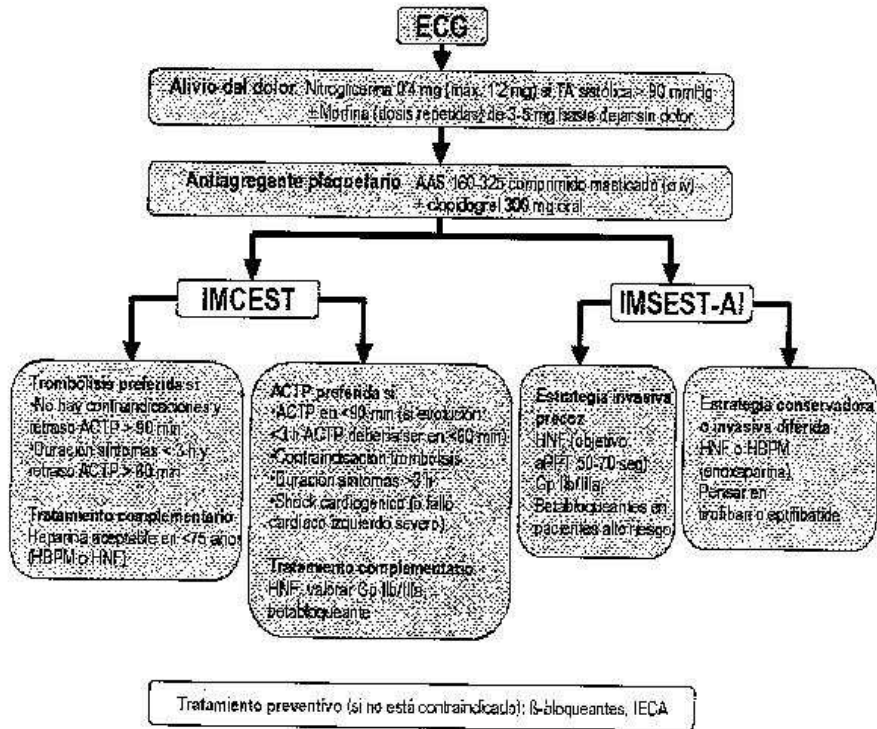 ECG
Alivio del dolor Nitroglicerina 0'4 mg (máx. 1'2 mg) si TA sistólica > 90 mmHg
± Morfina (dosis repetidas) de 3-5 mg hasta dejar sin dolor
Antiagregante plaquetario AAS 160-325 comprimido masticado (o iv)
± clopidogrel 300 mg oral
IMCEST
IMSEST-AI
Trombólisis preferida si
•No hay contraindicaciones y
retraso ACTP > 90 min
•Duración síntomas < 3 h y
retraso ACTP > 60 min
Tratamiento complementario
Heparina aceptable en <75 años
(HBPM o HNF)
ACTP preferida si
•ACTP en <90 min (si evolución
<3 h ACTP debería ser en <60 min)
•Contraindicación trombolisis
•Duración síntomas >3 h
•Shock cardiogénico (o fallo
cardiaco izquierdo severo)
Tratamiento complementario
HNF, valorar Gp IIb/IIIa,
betabloqueante
Estrategia invasiva
precoz
HNF (objetivo
aPTT 50-70 seg)
Gp IIb/IIIa
Betabloqueantes en
pacientes alto riesgo
Estrategia conservadora
o invasiva diferida
HNF o HBPM
(enoxaparina)
Pensar en
tirofiban o eptifibatide
Tratamiento preventivo (si no está contraindicado): ß-bloqueantes, IECA